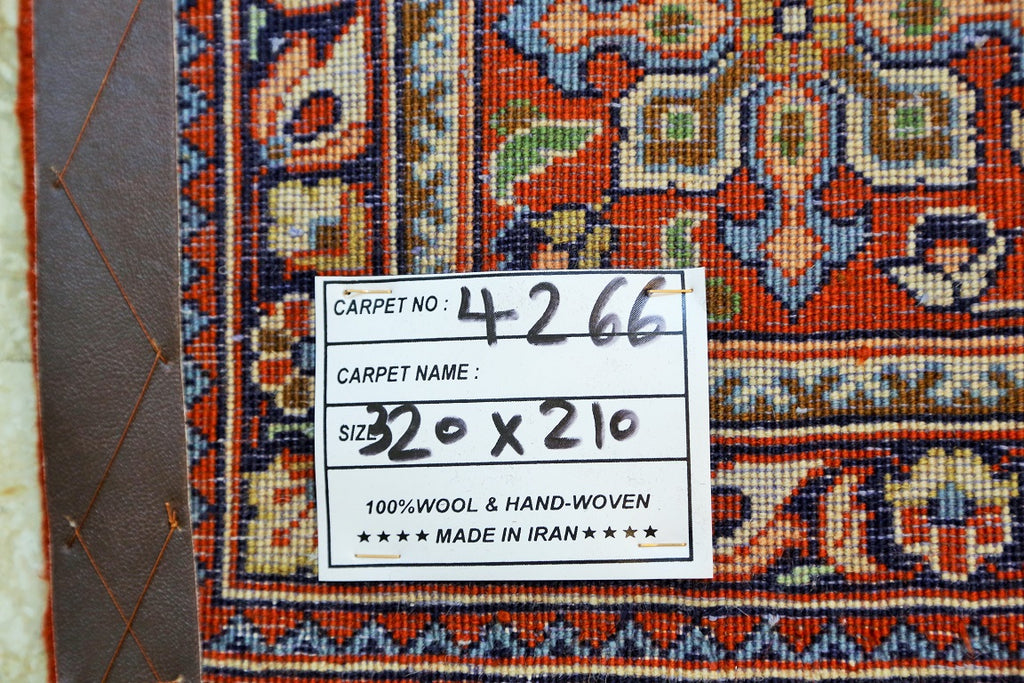 CARPET NO : 4266
CARPET NAME :
SIZE 320 x 210
100%WOOL & HAND-WOVEN
★★★★ MADE IN IRAN ★★★★